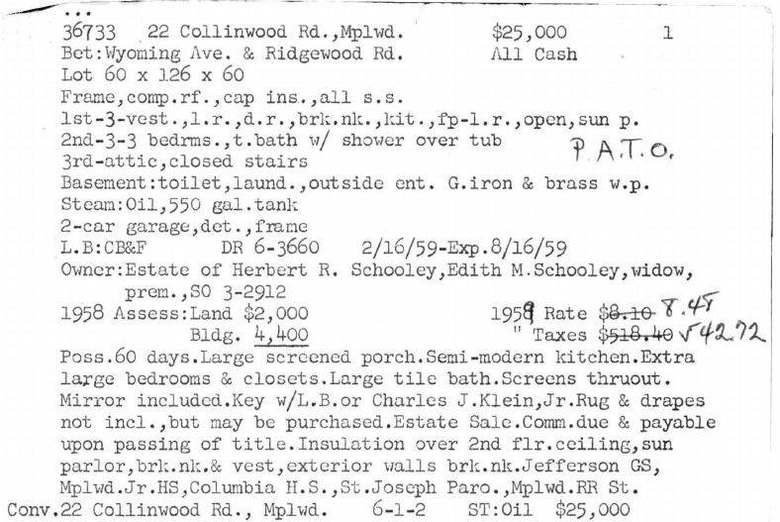 ...
36733 22 Collinwood Rd.,Mplwd. $25,000 1
Bet:Wyoming Ave. & Ridgewood Rd. All Cash
Lot 60 x 126 x 60
Frame,comp.rf.,cap ins.,all s.s.
1st-3-vest.,l.r.,d.r.,brk.nk.,kit.,fp-l.r.,open,sun p.
2nd-3-3 bedrms.,t.bath w/ shower over tub
P.A.T.O.
3rd-attic,closed stairs
Basement:toilet,laund.,outside ent. G.iron & brass w.p.
Steam:Oil,550 gal.tank
2-car garage,det.,frame
L.B:CB&F DR 6-3660 2/16/59-Exp.8/16/59
Owner:Estate of Herbert R. Schooley,Edith M.Schooley,widow,
prem.,SO 3-2912
1958 Assess:Land $2,000 1959 Rate $8.10 8.48
Bldg. 4,400 " Taxes $518.40 542.72
Poss.60 days.Large screened porch.Semi-modern kitchen.Extra
large bedrooms & closets.Large tile bath.Screens thruout.
Mirror included.Key w/L.B.or Charles J.Klein,Jr.Rug & drapes
not incl.,but may be purchased.Estate Sale.Comm.due & payable
upon passing of title.Insulation over 2nd flr.ceiling,sun
parlor,brk.nk.& vest,exterior walls brk.nk.Jefferson GS,
Mplwd.Jr.HS,Columbia H.S.,St.Joseph Paro.,Mplwd.RR St.
Conv.22 Collinwood Rd., Mplwd. 6-1-2 ST:Oil $25,000